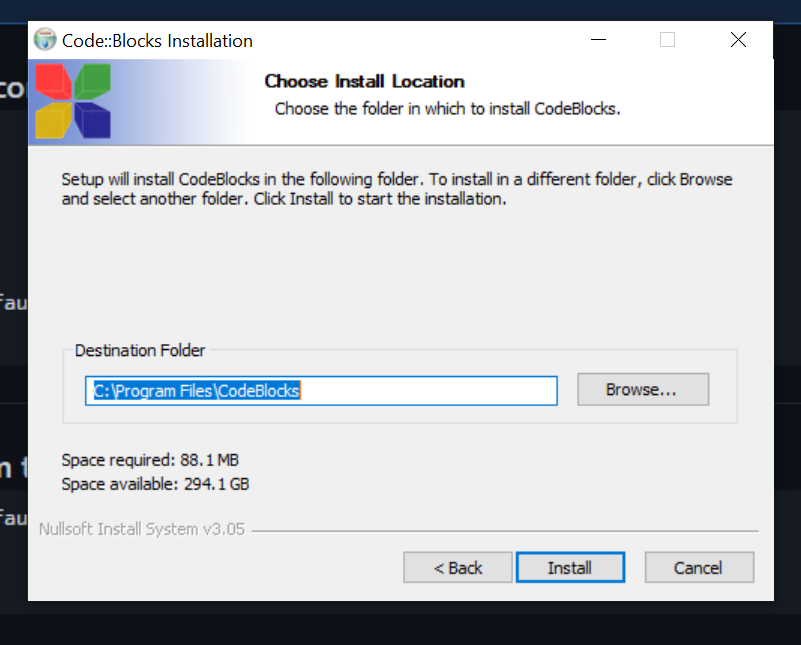 Code::Blocks Installation
Choose Install Location
Choose the folder in which to install CodeBlocks.
Setup will install CodeBlocks in the following folder. To install in a different folder, click Browse
and select another folder. Click Install to start the installation.
Destination Folder
C:\Program Files\CodeBlocks
Browse...
Space required: 88.1 MB
Space available: 294.1 GB
Nullsoft Install System v3.05
< Back
Install
Cancel